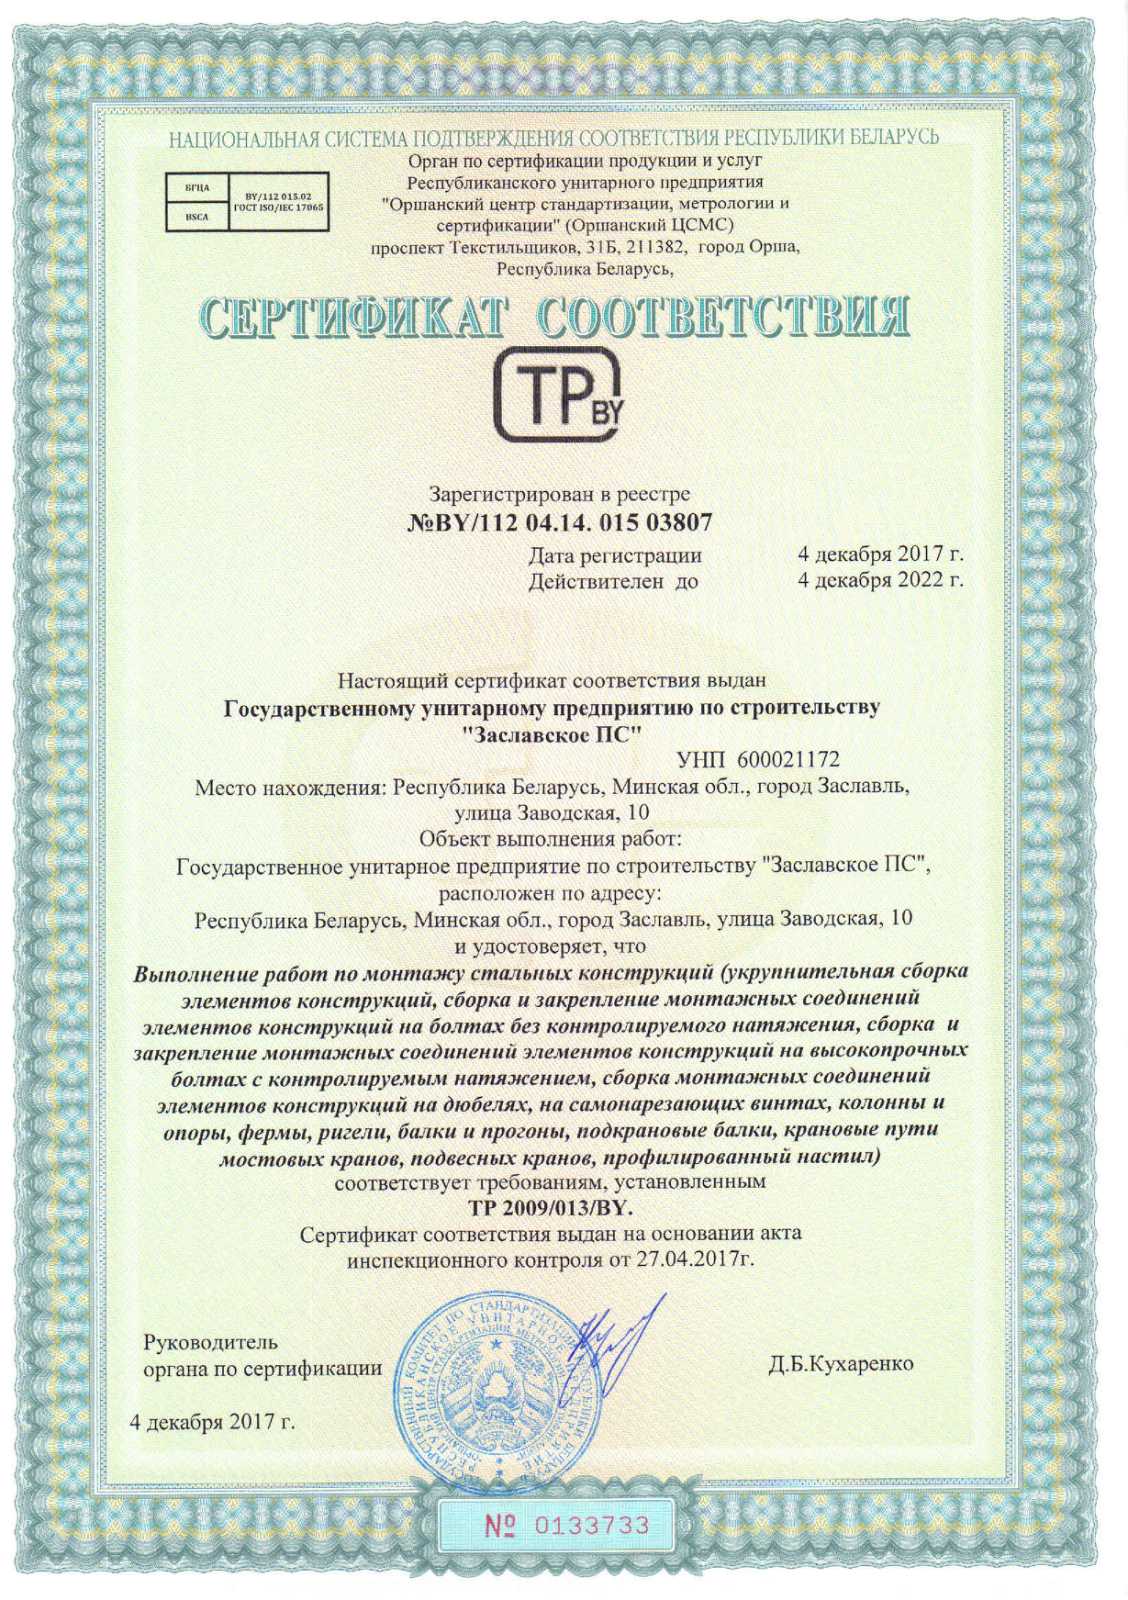 НАЦИОНАЛЬНАЯ СИСТЕМА ПОДТВЕРЖДЕНИЯ СООТВЕТСТВИЯ РЕСПУБЛИКИ БЕЛАРУСЬ
БГЦА
BSCA
BY/112 015.02
ГОСТ ISO/IEC 17065
Орган по сертификации продукции и услуг
Республиканского унитарного предприятия
"Оршанский центр стандартизации, метрологии и
сертификации" (Оршанский ЦСМС)
проспект Текстильщиков, 31Б, 211382, город Орша,
Республика Беларусь,
СЕРТИФИКАТ СООТВЕТСТВИЯ
ТР BY
Зарегистрирован в реестре
№BY/112 04.14. 015 03807
Дата регистрации 4 декабря 2017 г.
Действителен до 4 декабря 2022 г.
Настоящий сертификат соответствия выдан
Государственному унитарному предприятию по строительству
"Заславское ПС"
УНП 600021172
Место нахождения: Республика Беларусь, Минская обл., город Заславль,
улица Заводская, 10
Объект выполнения работ:
Государственное унитарное предприятие по строительству "Заславское ПС",
расположен по адресу:
Республика Беларусь, Минская обл., город Заславль, улица Заводская, 10
и удостоверяет, что
Выполнение работ по монтажу стальных конструкций (укрупнительная сборка
элементов конструкций, сборка и закрепление монтажных соединений
элементов конструкций на болтах без контролируемого натяжения, сборка и
закрепление монтажных соединений элементов конструкций на высокопрочных
болтах с контролируемым натяжением, сборка монтажных соединений
элементов конструкций на дюбелях, на самонарезающих винтах, колонны и
опоры, фермы, ригели, балки и прогоны, подкрановые балки, крановые пути
мостовых кранов, подвесных кранов, профилированный настил)
соответствует требованиям, установленным
ТР 2009/013/BY.
Сертификат соответствия выдан на основании акта
инспекционного контроля от 27.04.2017г.
Руководитель
органа по сертификации
Д.Б.Кухаренко
4 декабря 2017 г.
№ 0133733